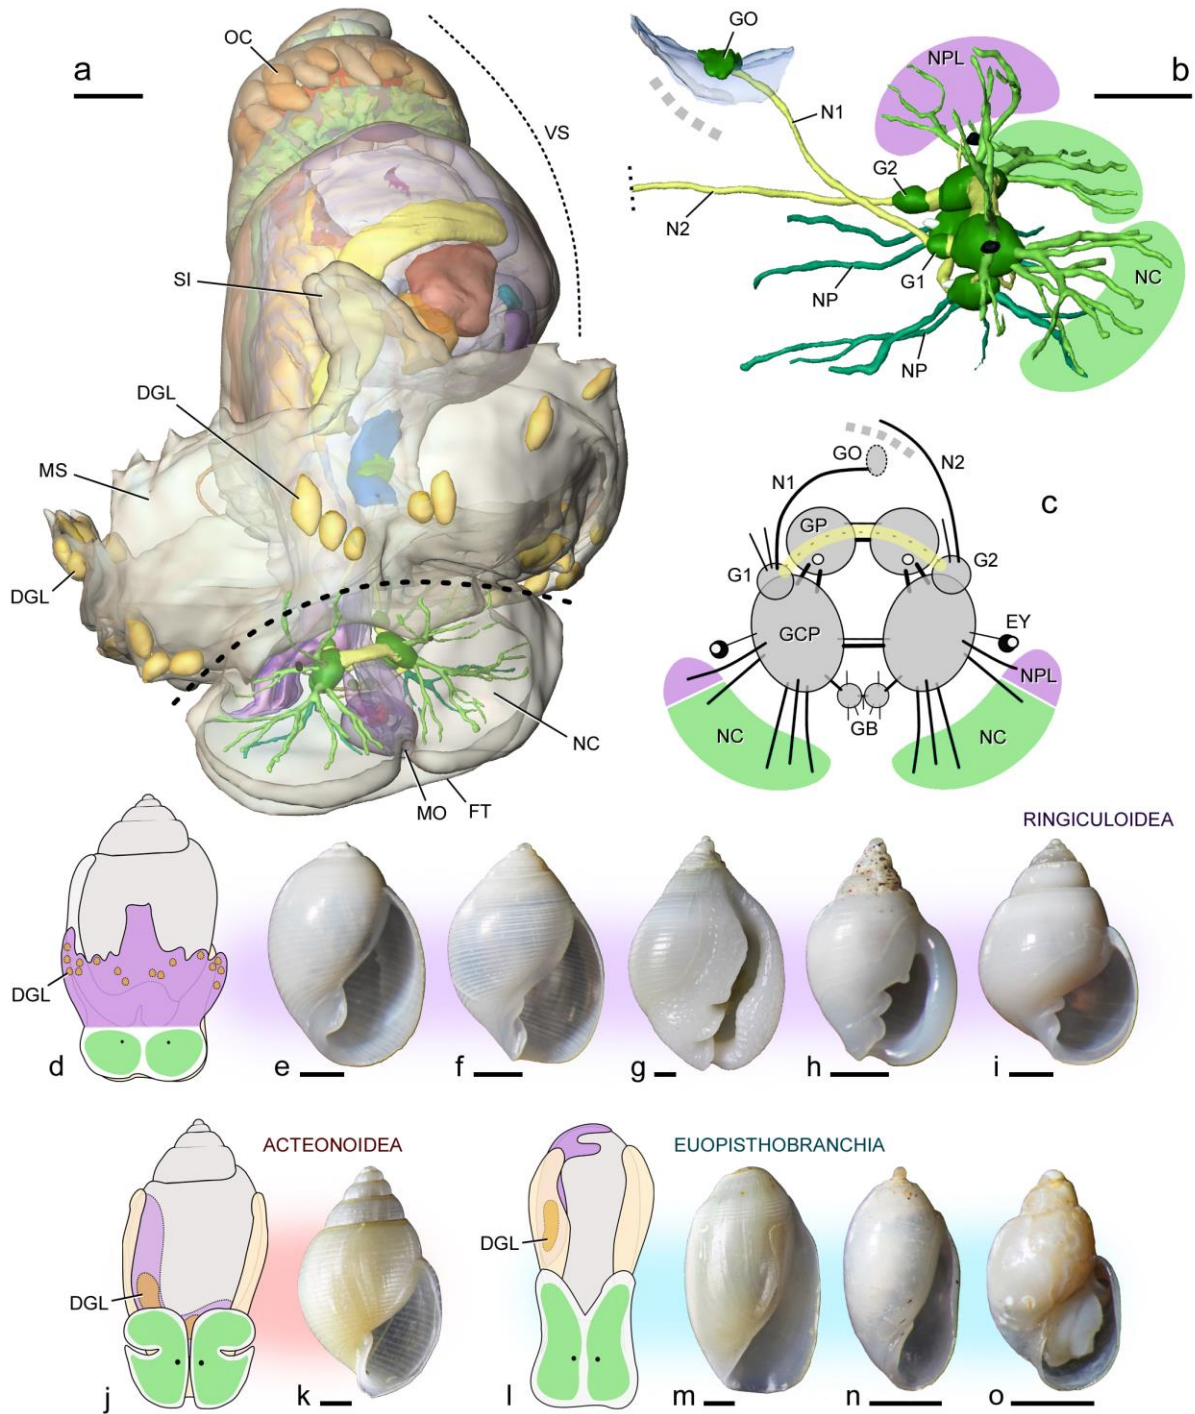 a
OC
VS
SI
DGL
MS
DGL
NC
MO
FT
b
GO
NPL
N1
G2
N2
G1
NP
NC
NP
c
GO
N2
N1
GP
G1
G2
GCP
EY
NPL
NC
GB
NC
RINGICULOIDEA
DGL
d
e
f
g
h
i
ACTEONOIDEA
EUOPISTHOBRANCHIA
DGL
DGL
j
k
l
m
n
o